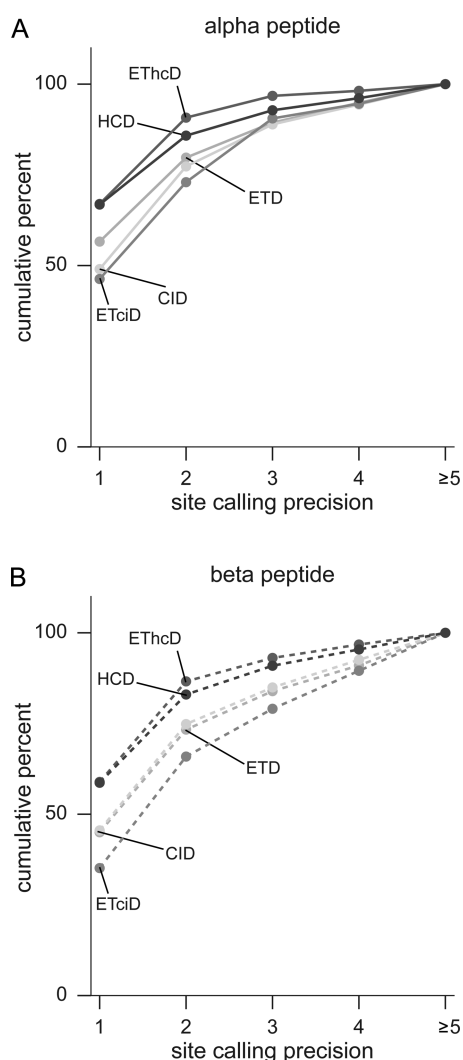 A
alpha peptide
EThcD
100
HCD
ETD
cumulative percent
50
CID
ETciD
0
1 2 3 4 ≥5
site calling precision
B
beta peptide
EThcD
100
HCD
ETD
cumulative percent
50
CID
ETciD
0
1 2 3 4 ≥5
site calling precision